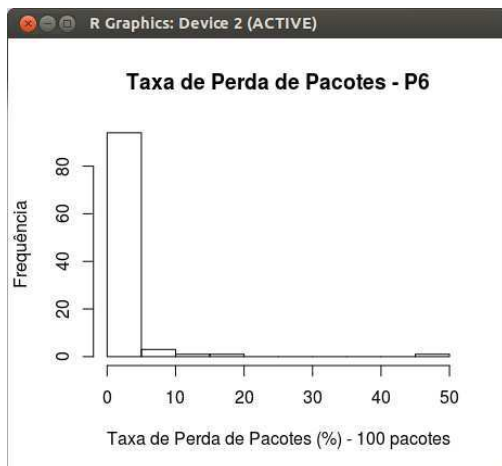 R Graphics: Device 2 (ACTIVE)
Taxa de Perda de Pacotes - P6
Frequência
80
60
40
20
0
0 10 20 30 40 50
Taxa de Perda de Pacotes (%) - 100 pacotes